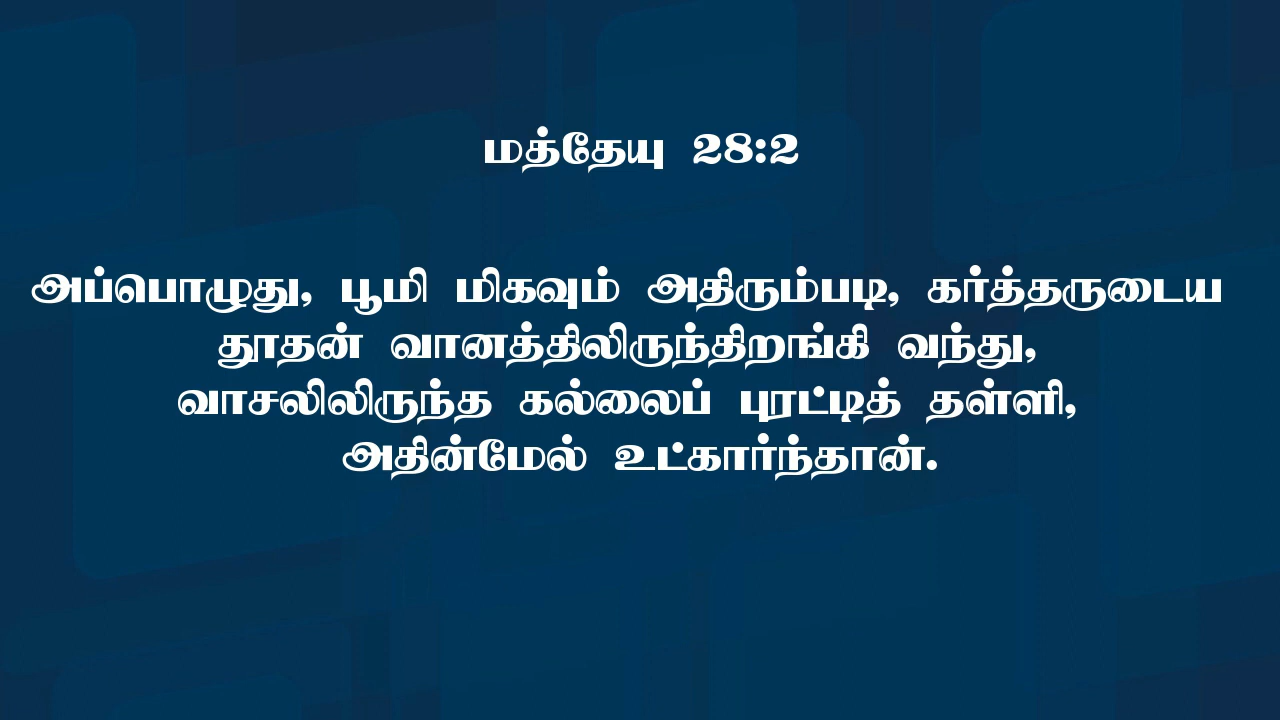 மத்தேயு 28:2
அப்பொழுது, பூமி மிகவும் அதிரும்படி, கர்த்தருடைய
தூதன் வானத்திலிருந்திறங்கி வந்து,
வாசலிலிருந்த கல்லைப் புரட்டித் தள்ளி,
அதின்மேல் உட்கார்ந்தான்.